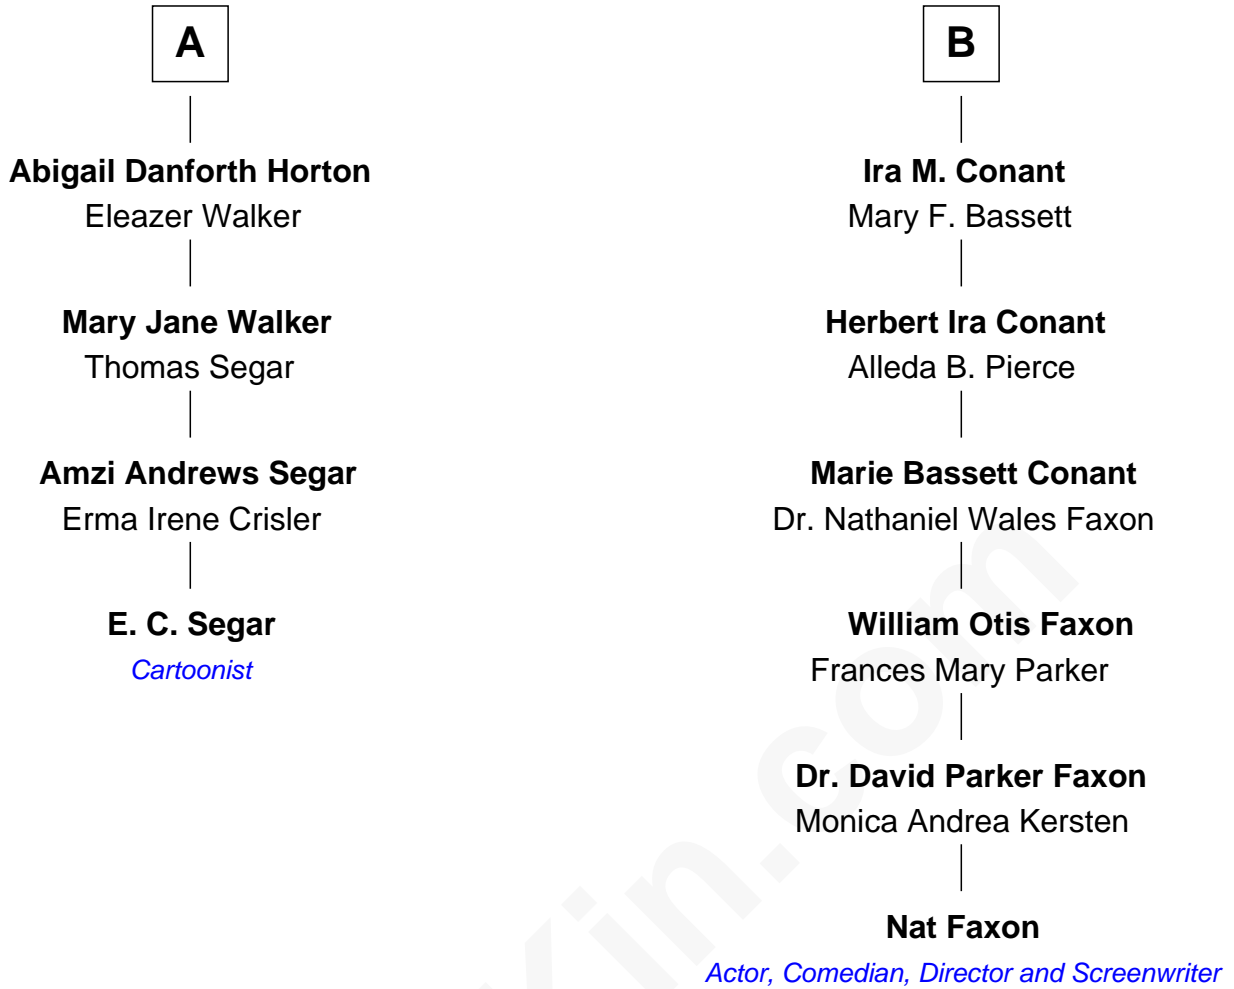 A
Abigail Danforth Horton
Eleazer Walker
Mary Jane Walker
Thomas Segar
Amzi Andrews Segar
Erma Irene Crisler
E. C. Segar
Cartoonist
B
Ira M. Conant
Mary F. Bassett
Herbert Ira Conant
Alleda B. Pierce
Marie Bassett Conant
Dr. Nathaniel Wales Faxon
William Otis Faxon
Frances Mary Parker
Dr. David Parker Faxon
Monica Andrea Kersten
Nat Faxon
Actor, Comedian, Director and Screenwriter
Kin.com